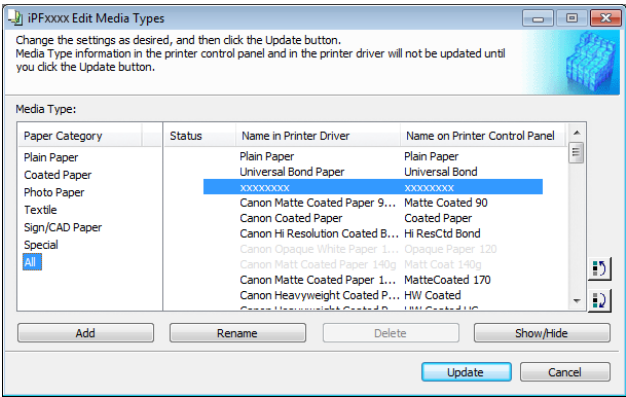 iPFxxxx Edit Media Types
Change the settings as desired, and then click the Update button.
Media Type information in the printer control panel and in the printer driver will not be updated until
you click the Update button.
Media Type:
Paper Category Status Name in Printer Driver Name on Printer Control Panel
Plain Paper
Coated Paper
Photo Paper
Textile
Sign/CAD Paper
Special
All
Plain Paper Plain Paper
Universal Bond Paper Universal Bond
xxxxxxxx xxxxxxxx
Canon Matte Coated Paper 9... Matte Coated 90
Canon Coated Paper Coated Paper
Canon Hi Resolution Coated B... Hi ResCtd Bond
Canon Opaque White Paper 1... Opaque Paper 120
Canon Matt Coated Paper 140g Matt Coat 140g
Canon Matte Coated Paper 1... MatteCoated 170
Canon Heavyweight Coated P... HW Coated
Add Rename Delete Show/Hide
Update Cancel